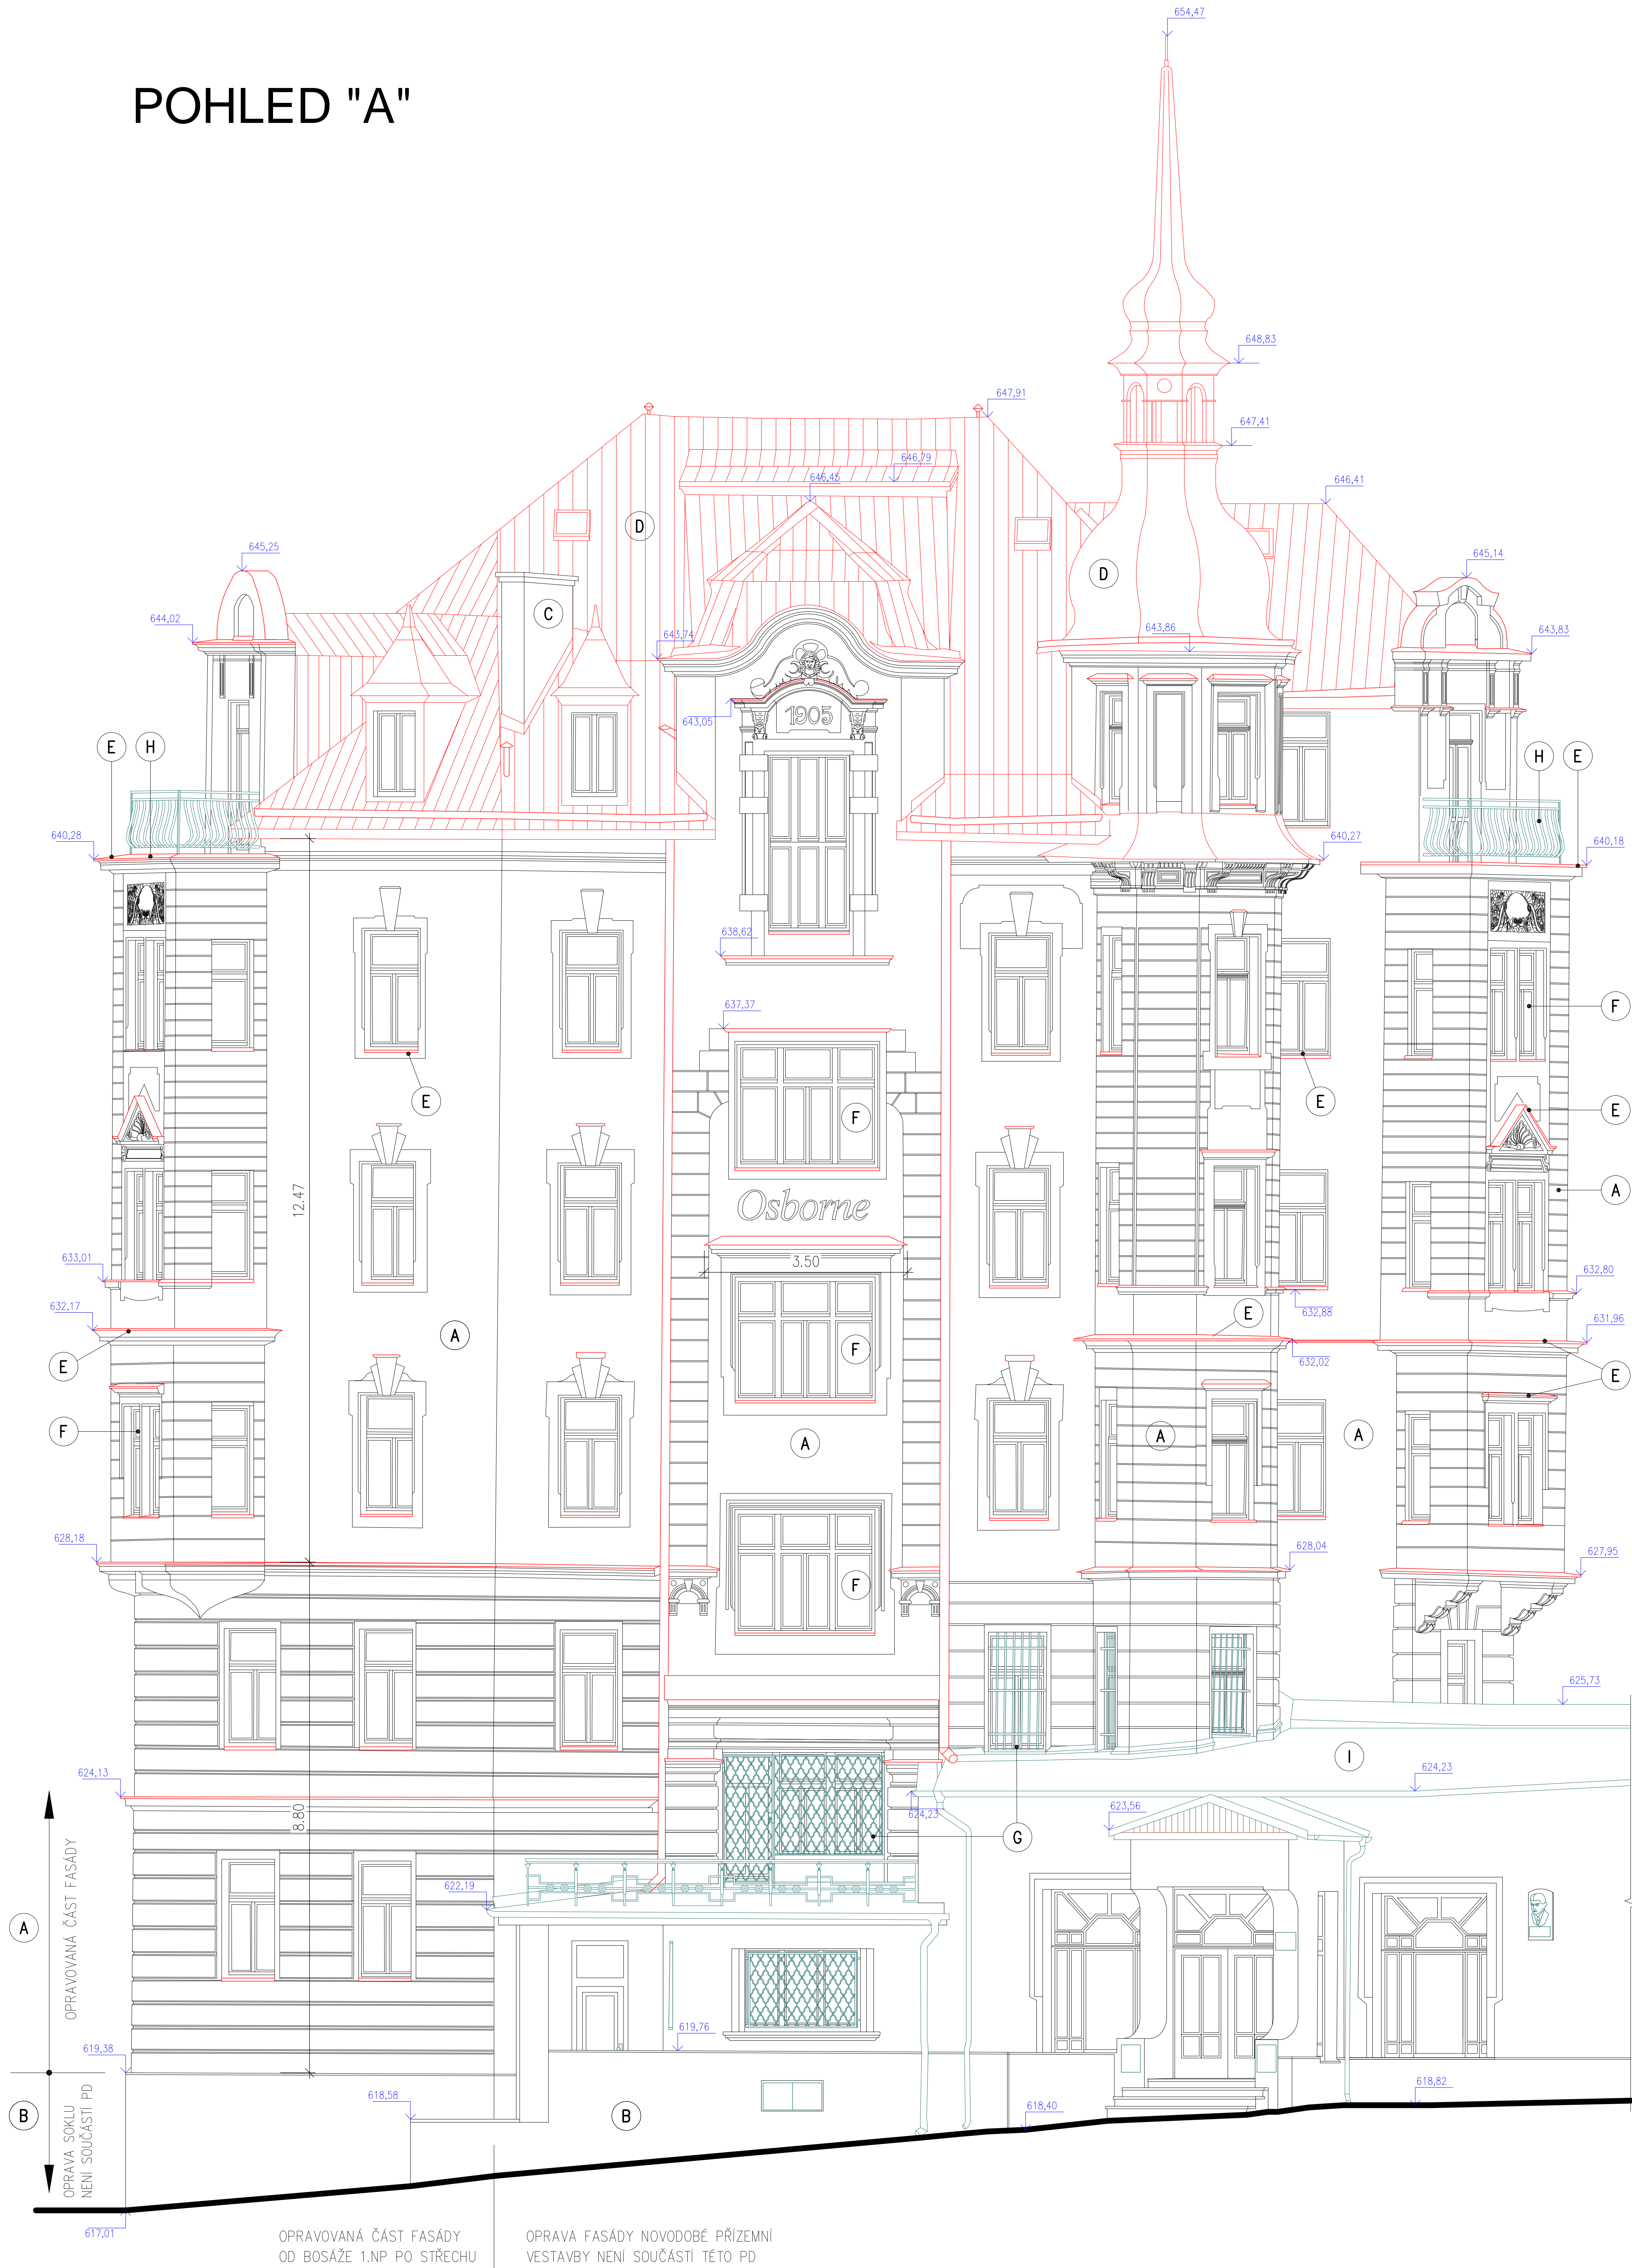 POHLED "A"
654,47
648,83
647,91
647,41
646,79
646,45
646,41
D
645,25
645,14
D
C
644,02
643,74
643,86
643,83
643,05
1905
E
H
H
E
640,28
640,27
640,18
638,62
637,37
F
E
F
E
E
12.47
Osborne
A
633,01
3.50
632,80
632,17
632,88
E
631,96
A
F
632,02
E
E
F
A
A
A
628,18
628,04
627,95
F
625,73
I
624,13
624,23
624,23
623,56
8.80
G
622,19
A
OPRAVOVANÁ ČÁST FASÁDY
619,76
619,38
618,82
618,58
618,40
B
B
OPRAVA SOKLU
NENÍ SOUČÁSTÍ PD
617,01
OPRAVOVANÁ ČÁST FASÁDY
OD BOSÁŽE 1.NP PO STŘECHU
OPRAVA FASÁDY NOVODOBÉ PŘÍZEMNÍ
VESTAVBY NENÍ SOUČÁSTÍ TÉTO PD